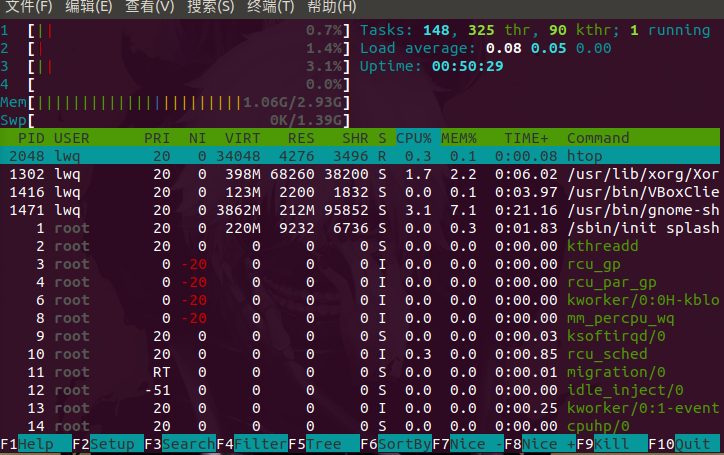 文件(F) 编辑(E) 查看(V) 搜索(S) 终端(T) 帮助(H)
1 [|| 0.7%] Tasks: 148, 325 thr, 90 kthr; 1 running
2 [| 1.4%] Load average: 0.08 0.05 0.00
3 [|| 3.1%] Uptime: 00:50:29
4 [ 0.0%]
Mem[|||||||||||||||||||||||1.06G/2.93G]
Swp[ 0K/1.39G]
PID USER PRI NI VIRT RES SHR S CPU% MEM% TIME+ Command
2048 lwq 20 0 34048 4276 3496 R 0.3 0.1 0:00.08 htop
1302 lwq 20 0 398M 68260 38200 S 1.7 2.2 0:06.02 /usr/lib/xorg/Xor
1416 lwq 20 0 123M 2200 1832 S 0.0 0.1 0:03.97 /usr/bin/VBoxClie
1471 lwq 20 0 3862M 212M 95852 S 3.1 7.1 0:21.16 /usr/bin/gnome-sh
1 root 20 0 220M 9232 6736 S 0.0 0.3 0:01.83 /sbin/init splash
2 root 20 0 0 0 0 S 0.0 0.0 0:00.00 kthreadd
3 root 0 -20 0 0 0 I 0.0 0.0 0:00.00 rcu_gp
4 root 0 -20 0 0 0 I 0.0 0.0 0:00.00 rcu_par_gp
6 root 0 -20 0 0 0 I 0.0 0.0 0:00.00 kworker/0:0H-kblo
8 root 0 -20 0 0 0 I 0.0 0.0 0:00.00 mm_percpu_wq
9 root 20 0 0 0 0 S 0.0 0.0 0:00.03 ksoftirqd/0
10 root 20 0 0 0 0 I 0.3 0.0 0:00.85 rcu_sched
11 root RT 0 0 0 0 S 0.0 0.0 0:00.01 migration/0
12 root -51 0 0 0 0 S 0.0 0.0 0:00.00 idle_inject/0
13 root 20 0 0 0 0 I 0.0 0.0 0:00.25 kworker/0:1-event
14 root 20 0 0 0 0 S 0.0 0.0 0:00.00 cpuhp/0
F1Help F2Setup F3SearchF4FilterF5Tree F6SortByF7Nice -F8Nice +F9Kill F10Quit